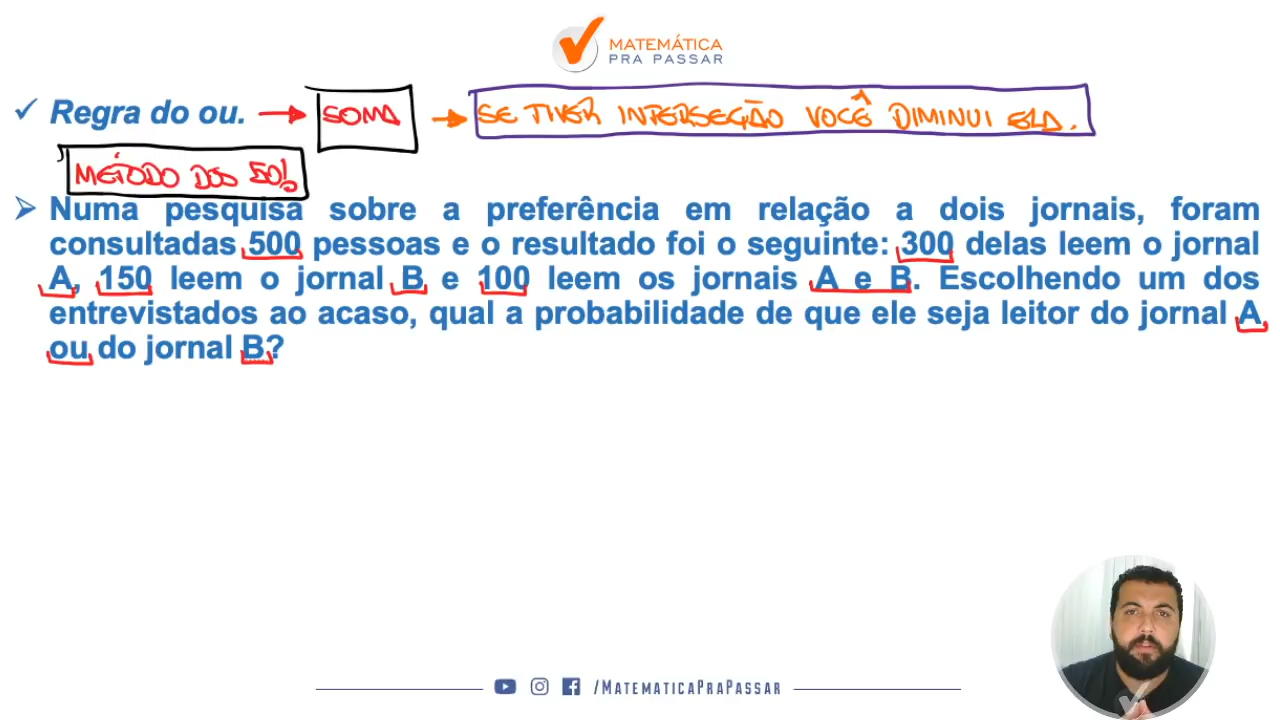 MATEMÁTICA
PRA PASSAR
✓ Regra do ou. → SOMA → SE TIVER INTERSEÇÃO VOCÊ DIMINUI ELA.
MÉTODO DOS 50!
➢ Numa pesquisa sobre a preferência em relação a dois jornais, foram
consultadas 500 pessoas e o resultado foi o seguinte: 300 delas leem o jornal
A, 150 leem o jornal B e 100 leem os jornais A e B. Escolhendo um dos
entrevistados ao acaso, qual a probabilidade de que ele seja leitor do jornal A
ou do jornal B?
/MATEMATICAPRAPASSAR